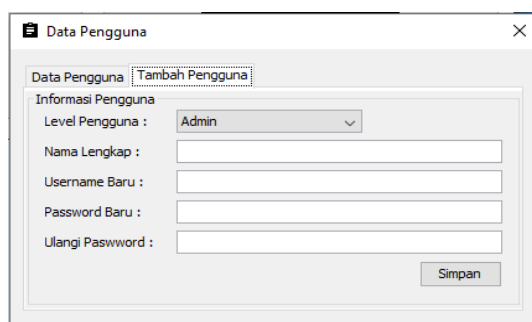 Data Pengguna
Data Pengguna Tambah Pengguna
Informasi Pengguna
Level Pengguna : Admin
Nama Lengkap :
Username Baru :
Password Baru :
Ulangi Paswword :
Simpan